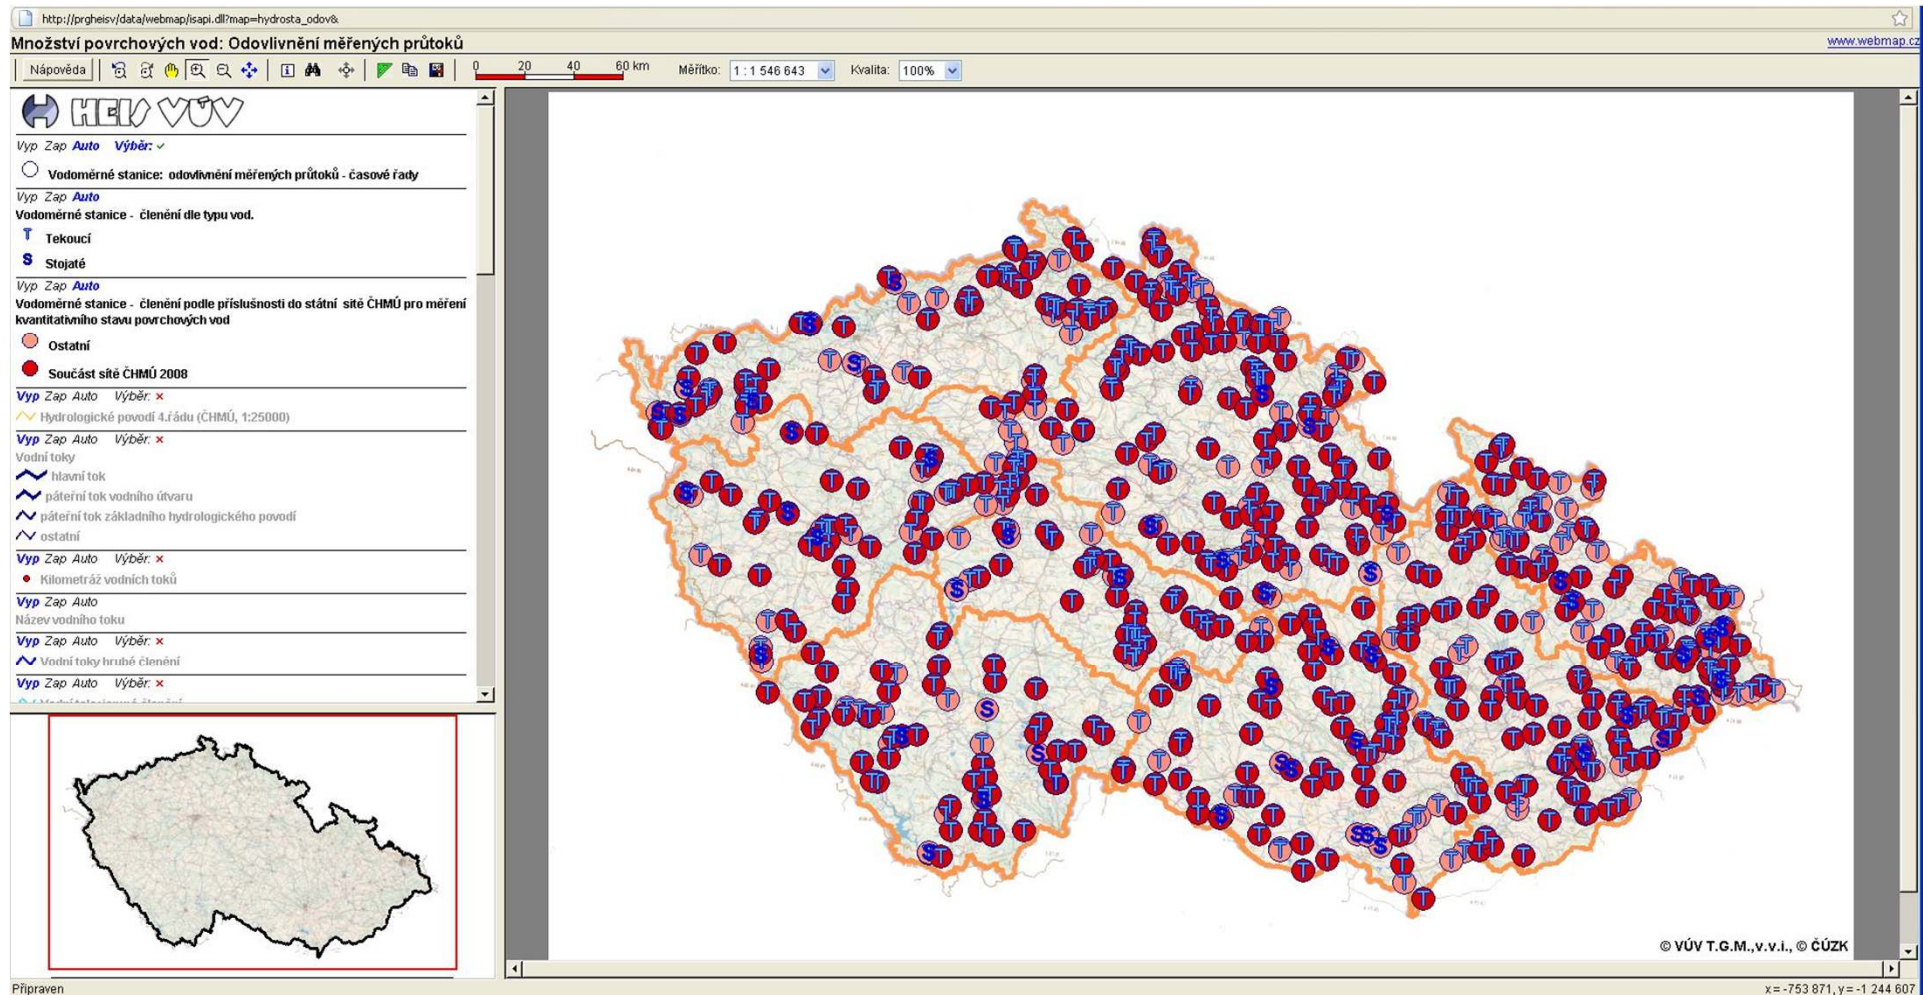 http://prgheisv/data/webmap/isapi.dll?map=hydrosta_odov&
Množství povrchových vod: Odovlivnění měřených průtoků
www.webmap.cz
Nápověda
0 20 40 60 km
Měřítko: 1 : 1 546 643
Kvalita: 100%
HEIS VÚV
Vyp Zap Auto Výběr:
Vodoměrné stanice: odovlivnění měřených průtoků - časové řady
Vyp Zap Auto
Vodoměrné stanice - členění dle typu vod.
T Tekoucí
S Stojaté
Vyp Zap Auto
Vodoměrné stanice - členění podle příslušnosti do státní sítě ČHMÚ pro měření
kvantitativního stavu povrchových vod
Ostatní
Součást sítě ČHMÚ 2008
Vyp Zap Auto Výběr: ×
Hydrologické povodí 4.řádu (ČHMÚ, 1:25000)
Vyp Zap Auto Výběr: ×
Vodní toky
hlavní tok
páteřní tok vodního útvaru
páteřní tok základního hydrologického povodí
ostatní
Vyp Zap Auto Výběr: ×
Kilometráž vodních toků
Vyp Zap Auto
Název vodního toku
Vyp Zap Auto Výběr: ×
Vodní toky hrubé členění
Vyp Zap Auto Výběr: ×
© VÚV T.G.M.,v.v.i., © ČÚZK
Připraven
x = -753 871, y = -1 244 607